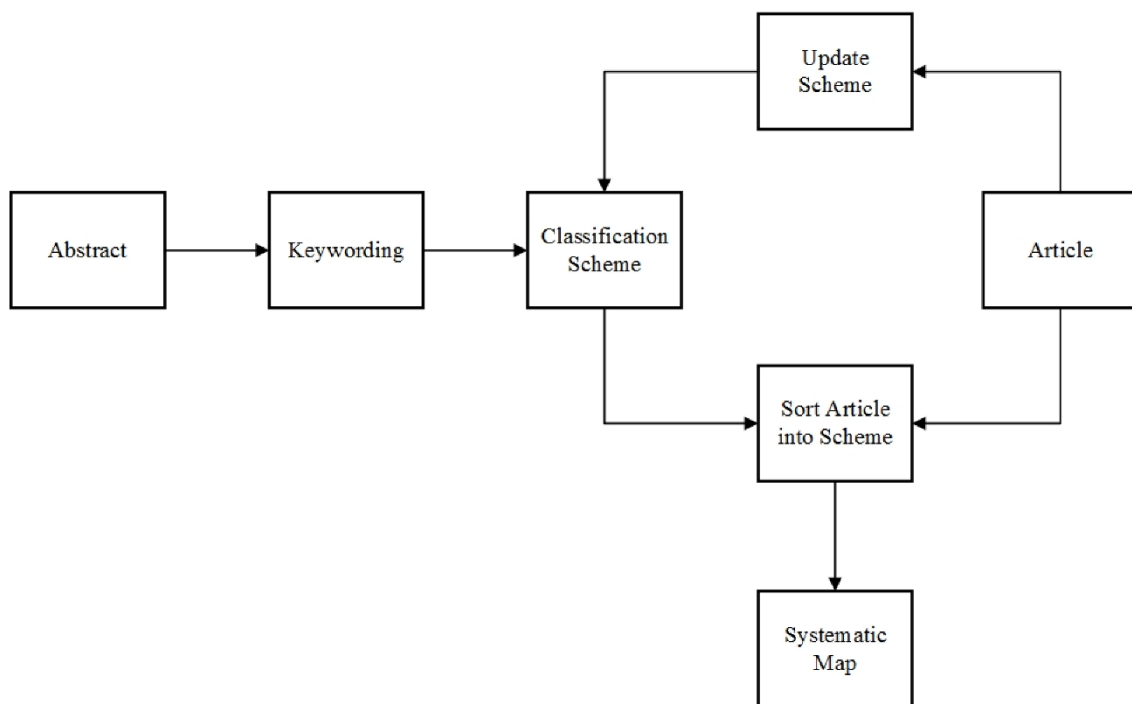 Update
Scheme
Abstract
Keywording
Classification
Scheme
Article
Sort Article
into Scheme
Systematic
Map